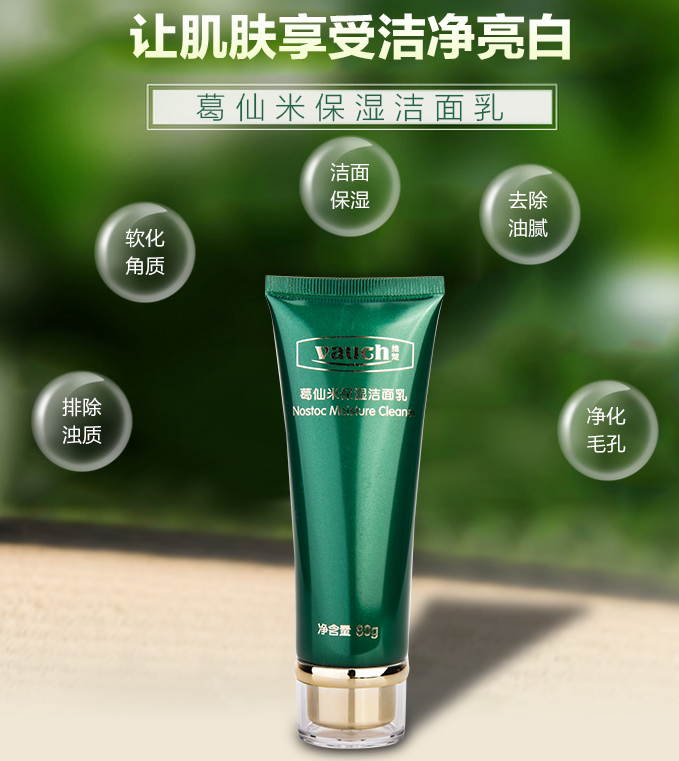 让肌肤享受洁净亮白
葛仙米保湿洁面乳
洁面
保湿
去除
油腻
软化
角质
排除
浊质
净化
毛孔
vauch
葛仙米保湿洁面乳
Nostoc Moisture Cleans
净含量 80g